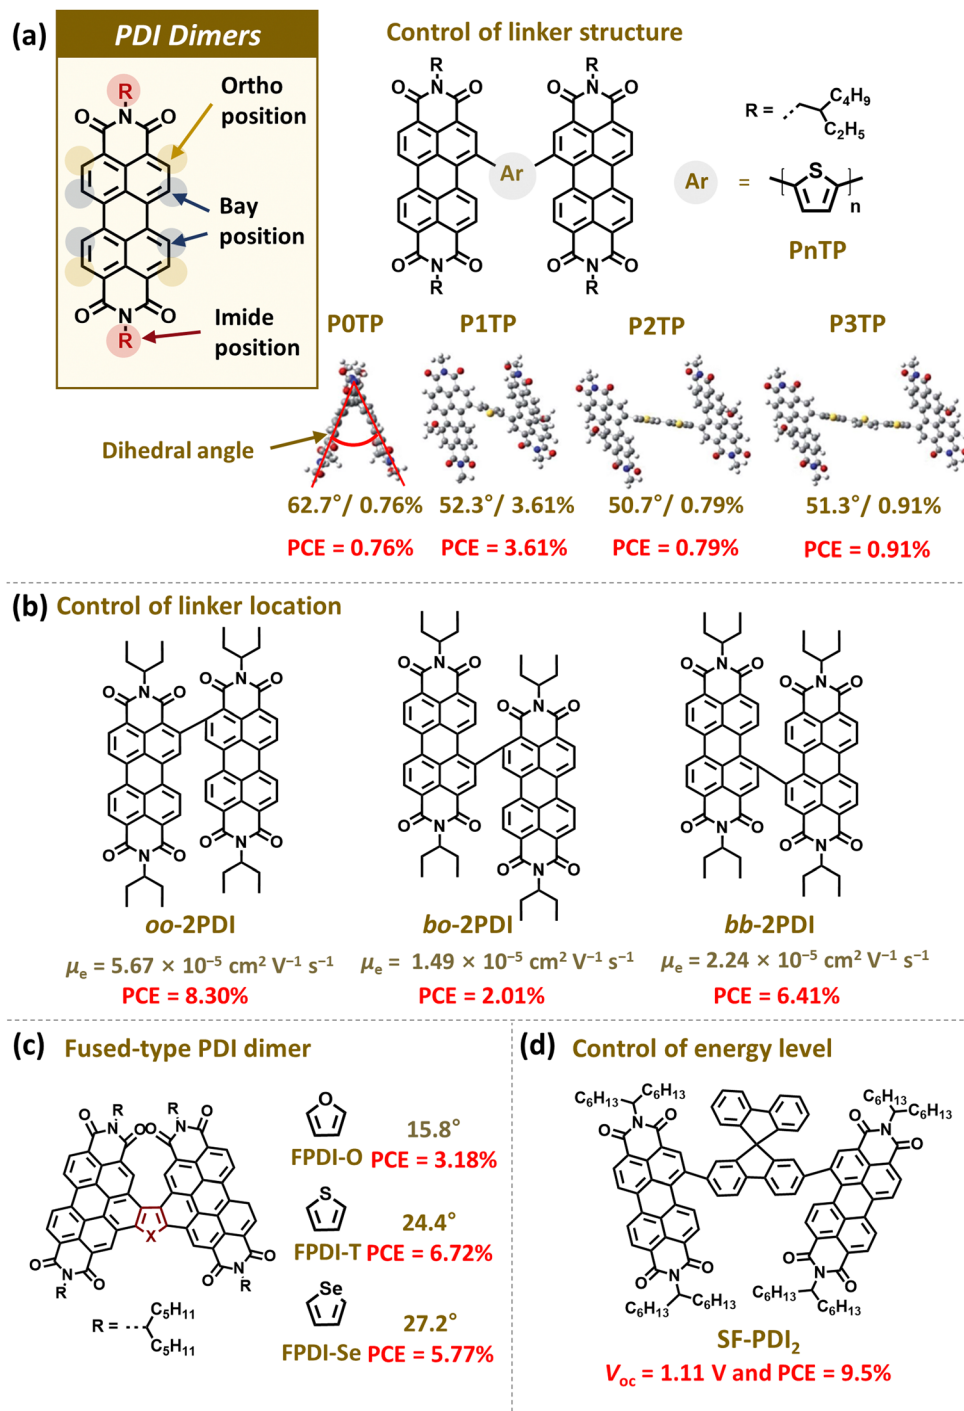 (a)
PDI Dimers
R
N
O O
Ortho
position
Bay
position
Imide
position
O O
N
R
Control of linker structure
R R
N N
O O O O
Ar
O O O O
N N
R R
R = C4H9
C2H5
Ar = S n
PnTP
P0TP P1TP P2TP P3TP
Dihedral angle
62.7°/ 0.76% 52.3°/ 3.61% 50.7°/ 0.79% 51.3°/ 0.91%
PCE = 0.76% PCE = 3.61% PCE = 0.79% PCE = 0.91%
(b) Control of linker location
O N O O N O
O N O O N O
oo-2PDI
μe = 5.67 × 10−5 cm2 V−1 s−1
PCE = 8.30%
O N O O N O
O N O O N O
bo-2PDI
μe = 1.49 × 10−5 cm2 V−1 s−1
PCE = 2.01%
O N O O N O
O N O O N O
bb-2PDI
μe = 2.24 × 10−5 cm2 V−1 s−1
PCE = 6.41%
(c) Fused-type PDI dimer
R R
O N O O N O
X
O N O O N O
R R
R = C5H11
C5H11
O
FPDI-O
15.8°
PCE = 3.18%
S
FPDI-T
24.4°
PCE = 6.72%
Se
FPDI-Se
27.2°
PCE = 5.77%
(d) Control of energy level
C6H13 C6H13 C6H13 C6H13
O N O O N O
O N O O N O
C6H13 C6H13 C6H13 C6H13
SF-PDI2
Voc = 1.11 V and PCE = 9.5%